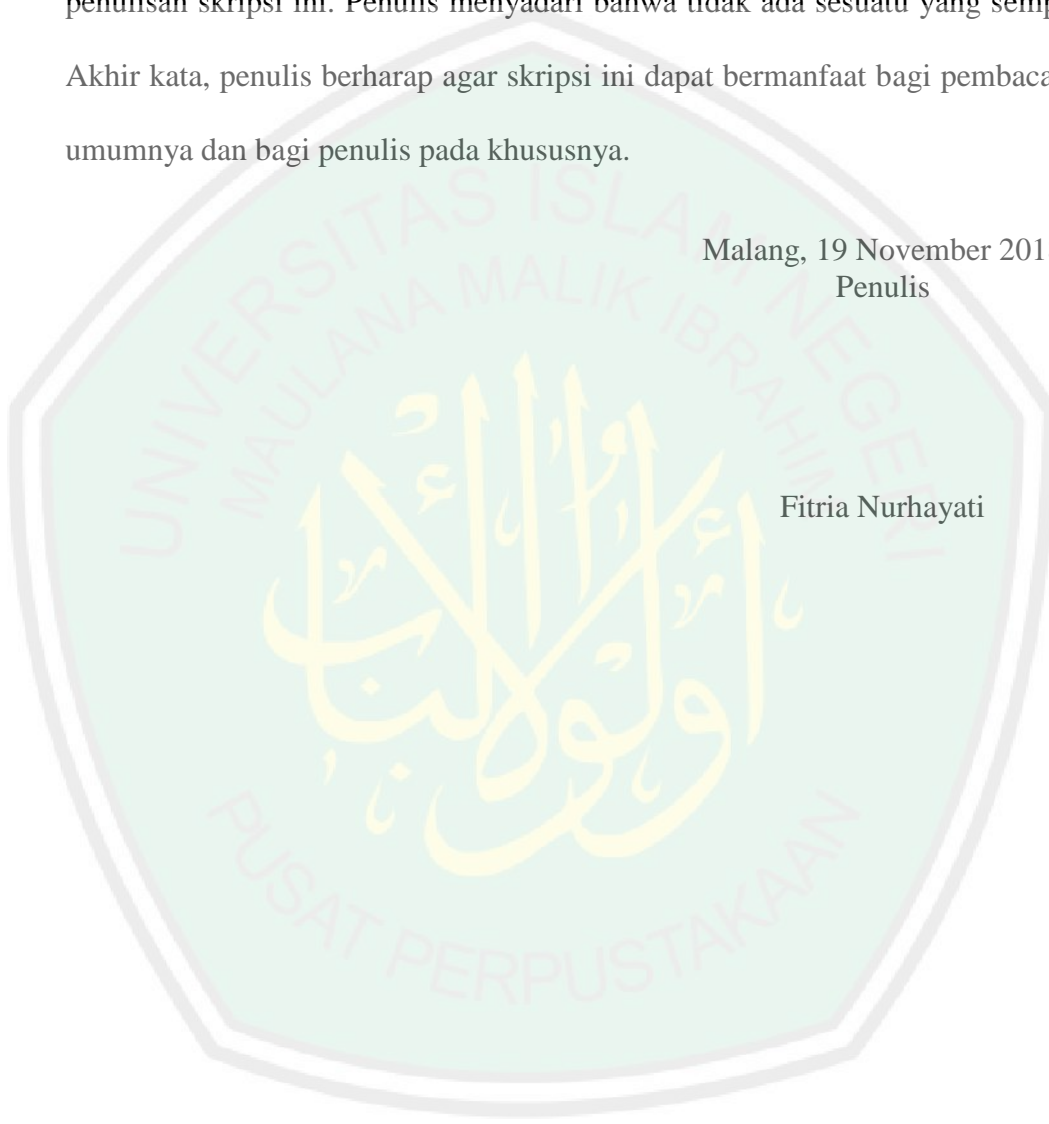 penulisan skripsi ini. Penulis menyadari bahwa tidak ada sesuatu yang semp
Akhir kata, penulis berharap agar skripsi ini dapat bermanfaat bagi pembaca
umumnya dan bagi penulis pada khususnya.
Malang, 19 November 201
Penulis
Fitria Nurhayati
UNIVERSITAS ISLAM NEGERI
MAULANA MALIK IBRAHIM
أولوا الألباب
PUSAT PERPUSTAKAAN